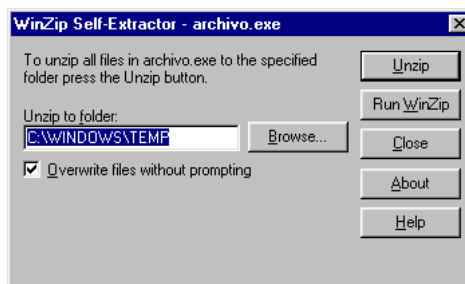 WinZip Self-Extractor - archivo.exe
To unzip all files in archivo.exe to the specified
folder press the Unzip button.
Unzip to folder:
C:\WINDOWS\TEMP
Browse...
Overwrite files without prompting
Unzip
Run WinZip
Close
About
Help